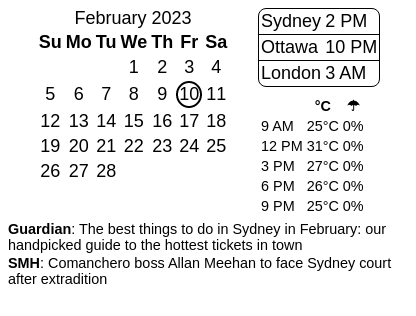 February 2023
Su Mo Tu We Th Fr Sa
1 2 3 4
5 6 7 8 9 10 11
12 13 14 15 16 17 18
19 20 21 22 23 24 25
26 27 28
Sydney 2 PM
Ottawa 10 PM
London 3 AM
°C ☂
9 AM 25°C 0%
12 PM 31°C 0%
3 PM 27°C 0%
6 PM 26°C 0%
9 PM 25°C 0%
Guardian: The best things to do in Sydney in February: our
handpicked guide to the hottest tickets in town
SMH: Comanchero boss Allan Meehan to face Sydney court
after extradition